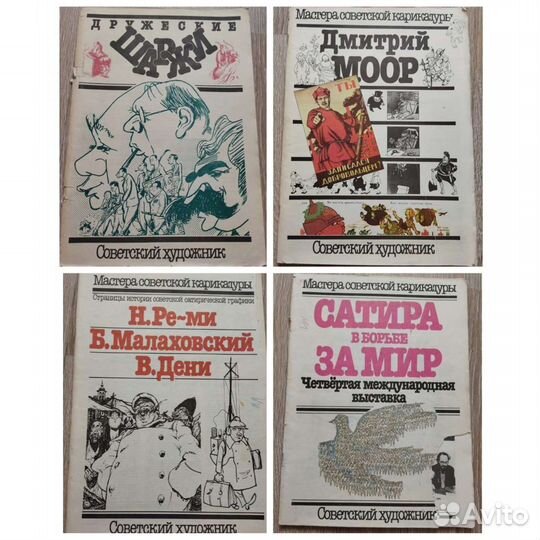 ДРУЖЕСКИЕ
ШАРЖИ
Советский художник
Мастера советской карикатуры
Дмитрий
МООР
ТЫ
ЗАПИСАЛСЯ
ДОБРОВОЛЬЦЕМ?
Советский художник
Мастера советской карикатуры
Страницы истории советской сатирической графики
Н.Ре-ми
Б.Малаховский
В.Дени
Советский художник
Мастера советской карикатуры
САТИРА
В БОРЬБЕ
ЗА МИР
Четвёртая международная
выставка
Советский художник
Avito